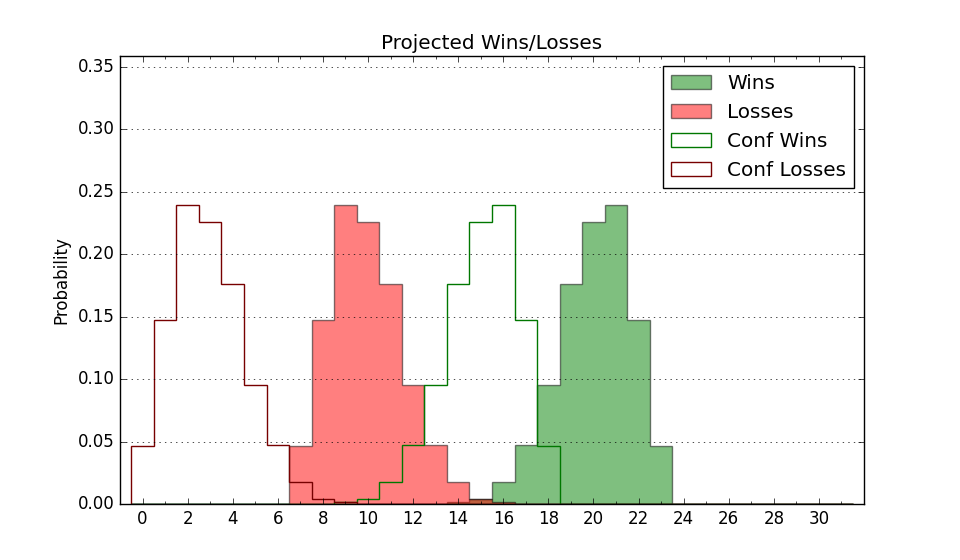 Projected Wins/Losses
0.35
0.30
0.25
0.20
0.15
0.10
0.05
0.00
Probability
Wins
Losses
Conf Wins
Conf Losses
0 2 4 6 8 10 12 14 16 18 20 22 24 26 28 30